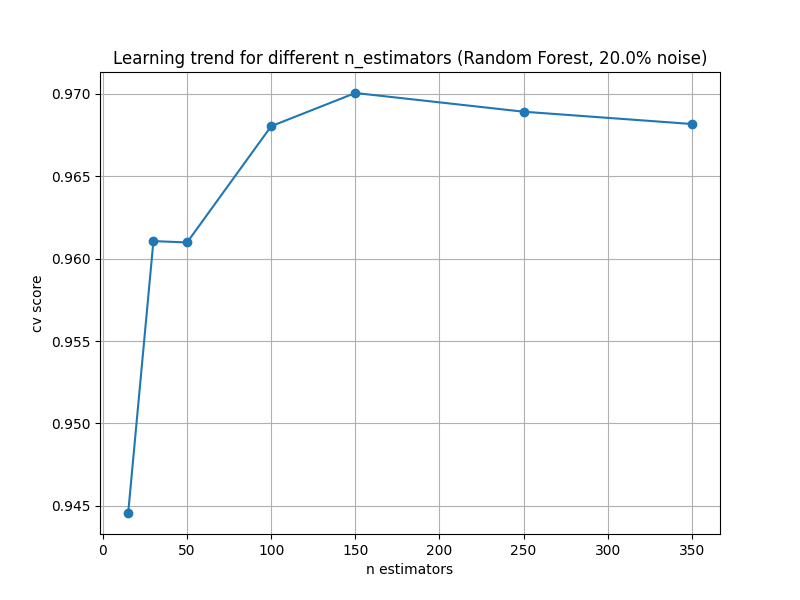 Learning trend for different n_estimators (Random Forest, 20.0% noise)
0.970
0.965
0.960
0.955
0.950
0.945
cv score
0 50 100 150 200 250 300 350
n estimators